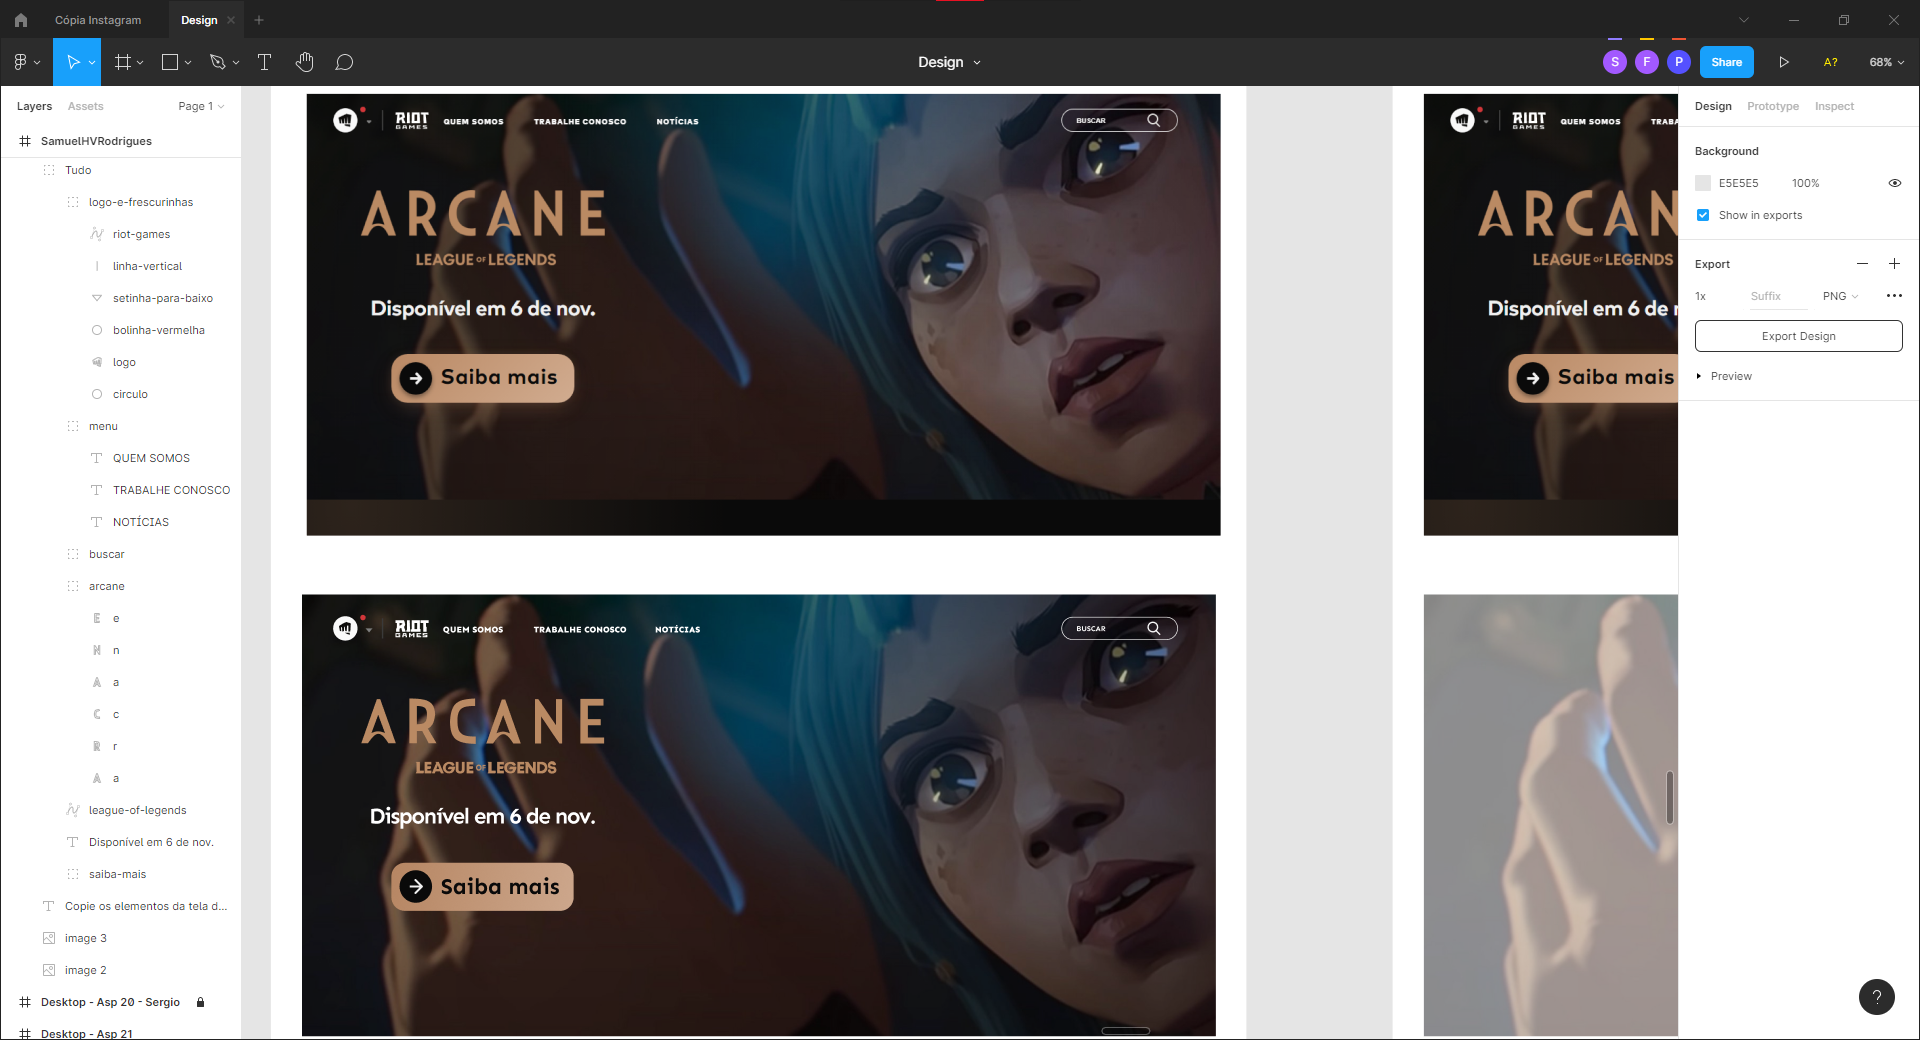 Cópia Instagram
Design
Design
S
F
P
Share
A?
68%
Layers
Assets
Page 1
SamuelHVRodrigues
Tudo
logo-e-frescurinhas
riot-games
linha-vertical
setinha-para-baixo
bolinha-vermelha
logo
circulo
menu
QUEM SOMOS
TRABALHE CONOSCO
NOTÍCIAS
buscar
arcane
e
n
a
c
r
a
league-of-legends
Disponível em 6 de nov.
saiba-mais
Copie os elementos da tela d...
image 3
image 2
Desktop - Asp 20 - Sergio
Desktop - Asp 21
RIOT GAMES
QUEM SOMOS
TRABALHE CONOSCO
NOTÍCIAS
BUSCAR
ARCANE
LEAGUE OF LEGENDS
Disponível em 6 de nov.
Saiba mais
RIOT GAMES
QUEM SOMOS
TRABALHE CONOSCO
NOTÍCIAS
BUSCAR
ARCANE
LEAGUE OF LEGENDS
Disponível em 6 de nov.
Saiba mais
RIOT GAMES
QUEM SOMOS
TRABA
ARCAN
LEAGUE OF LEGENDS
Disponível em 6 de n
Saiba mais
Design
Prototype
Inspect
Background
E5E5E5
100%
Show in exports
Export
1x
Suffix
PNG
Export Design
Preview
?